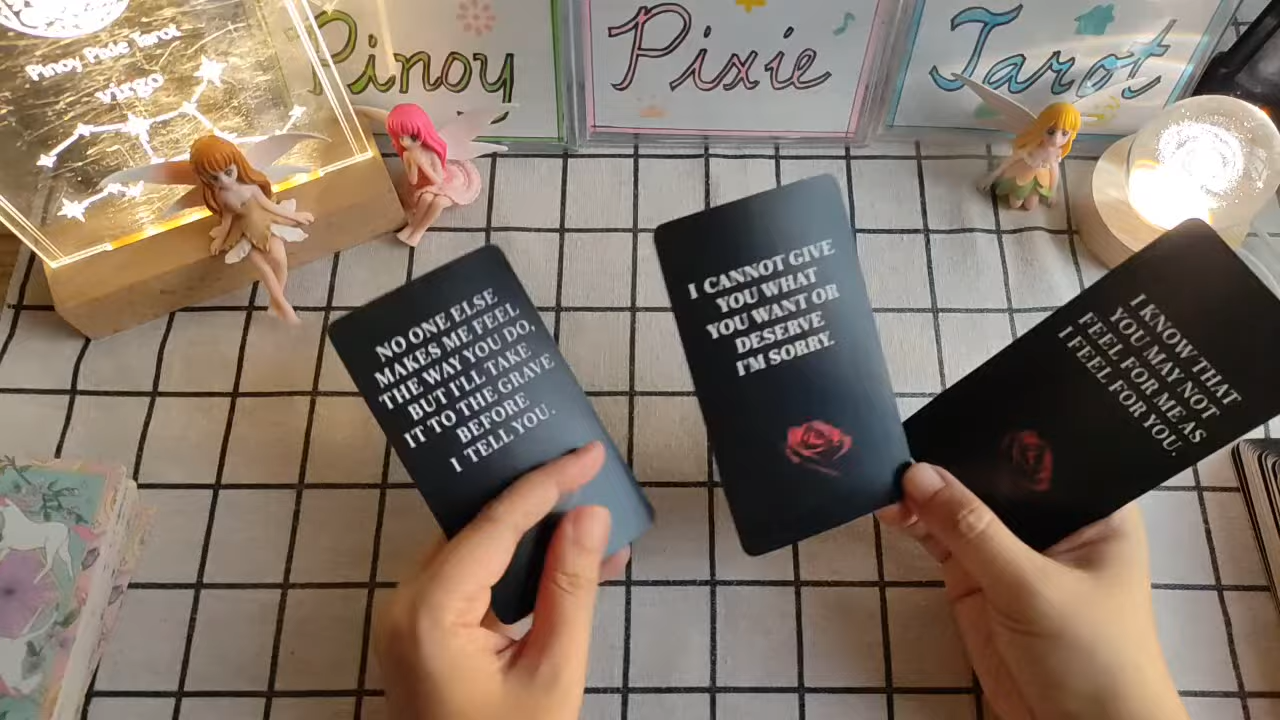 Pinoy Pixie Tarot
virgo
Pinoy
Pixie
Tarot
NO ONE ELSE
MAKES ME FEEL
THE WAY YOU DO,
BUT I'LL TAKE
IT TO THE GRAVE
BEFORE
I TELL YOU.
I CANNOT GIVE
YOU WHAT
YOU WANT OR
DESERVE
I'M SORRY.
I KNOW THAT
YOU MAY NOT
FEEL FOR ME AS
I FEEL FOR YOU.